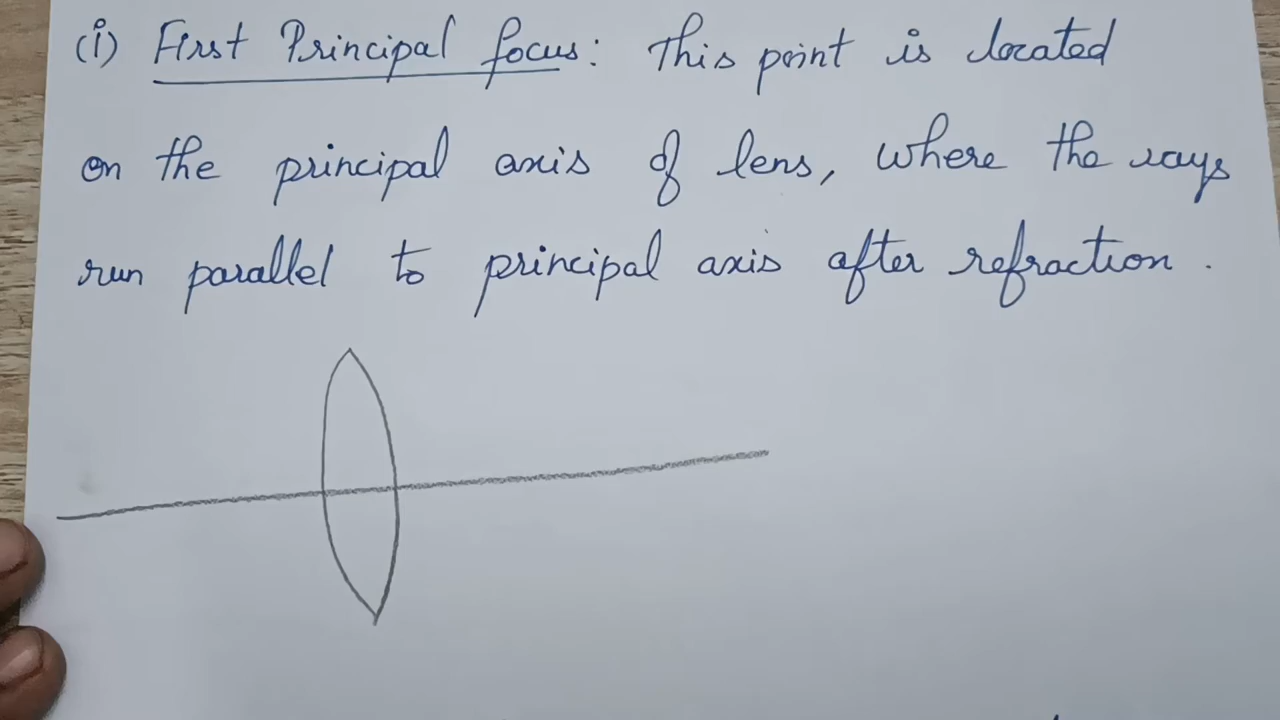 (i) First Principal focus: This point is located
on the principal axis of lens, where the rays
run parallel to principal axis after refraction.